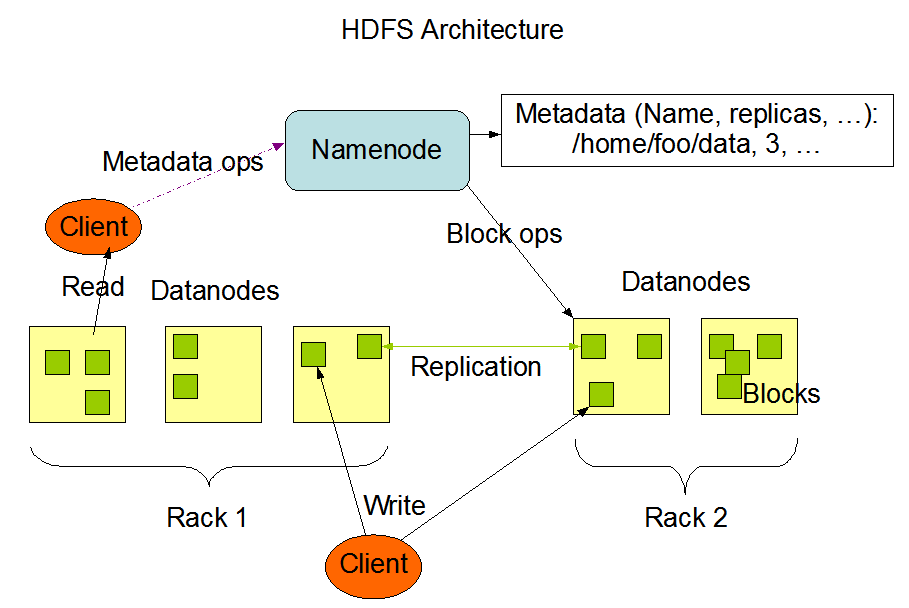 HDFS Architecture
Metadata (Name, replicas, …):
/home/foo/data, 3, …
Namenode
Metadata ops
Client
Block ops
Read
Datanodes
Datanodes
Replication
Blocks
Rack 1
Write
Rack 2
Client